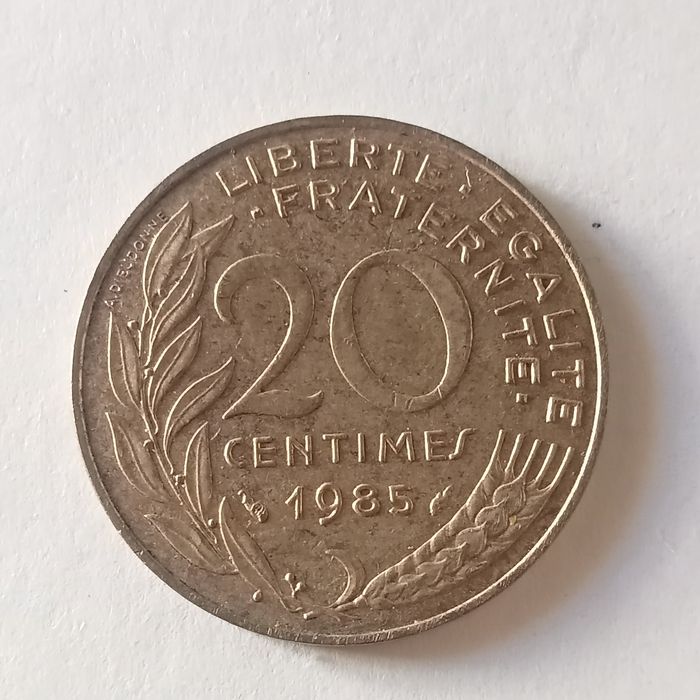 LIBERTE · EGALITE
· FRATERNITE ·
A. DIEUDONNE
20
CENTIMES
1985